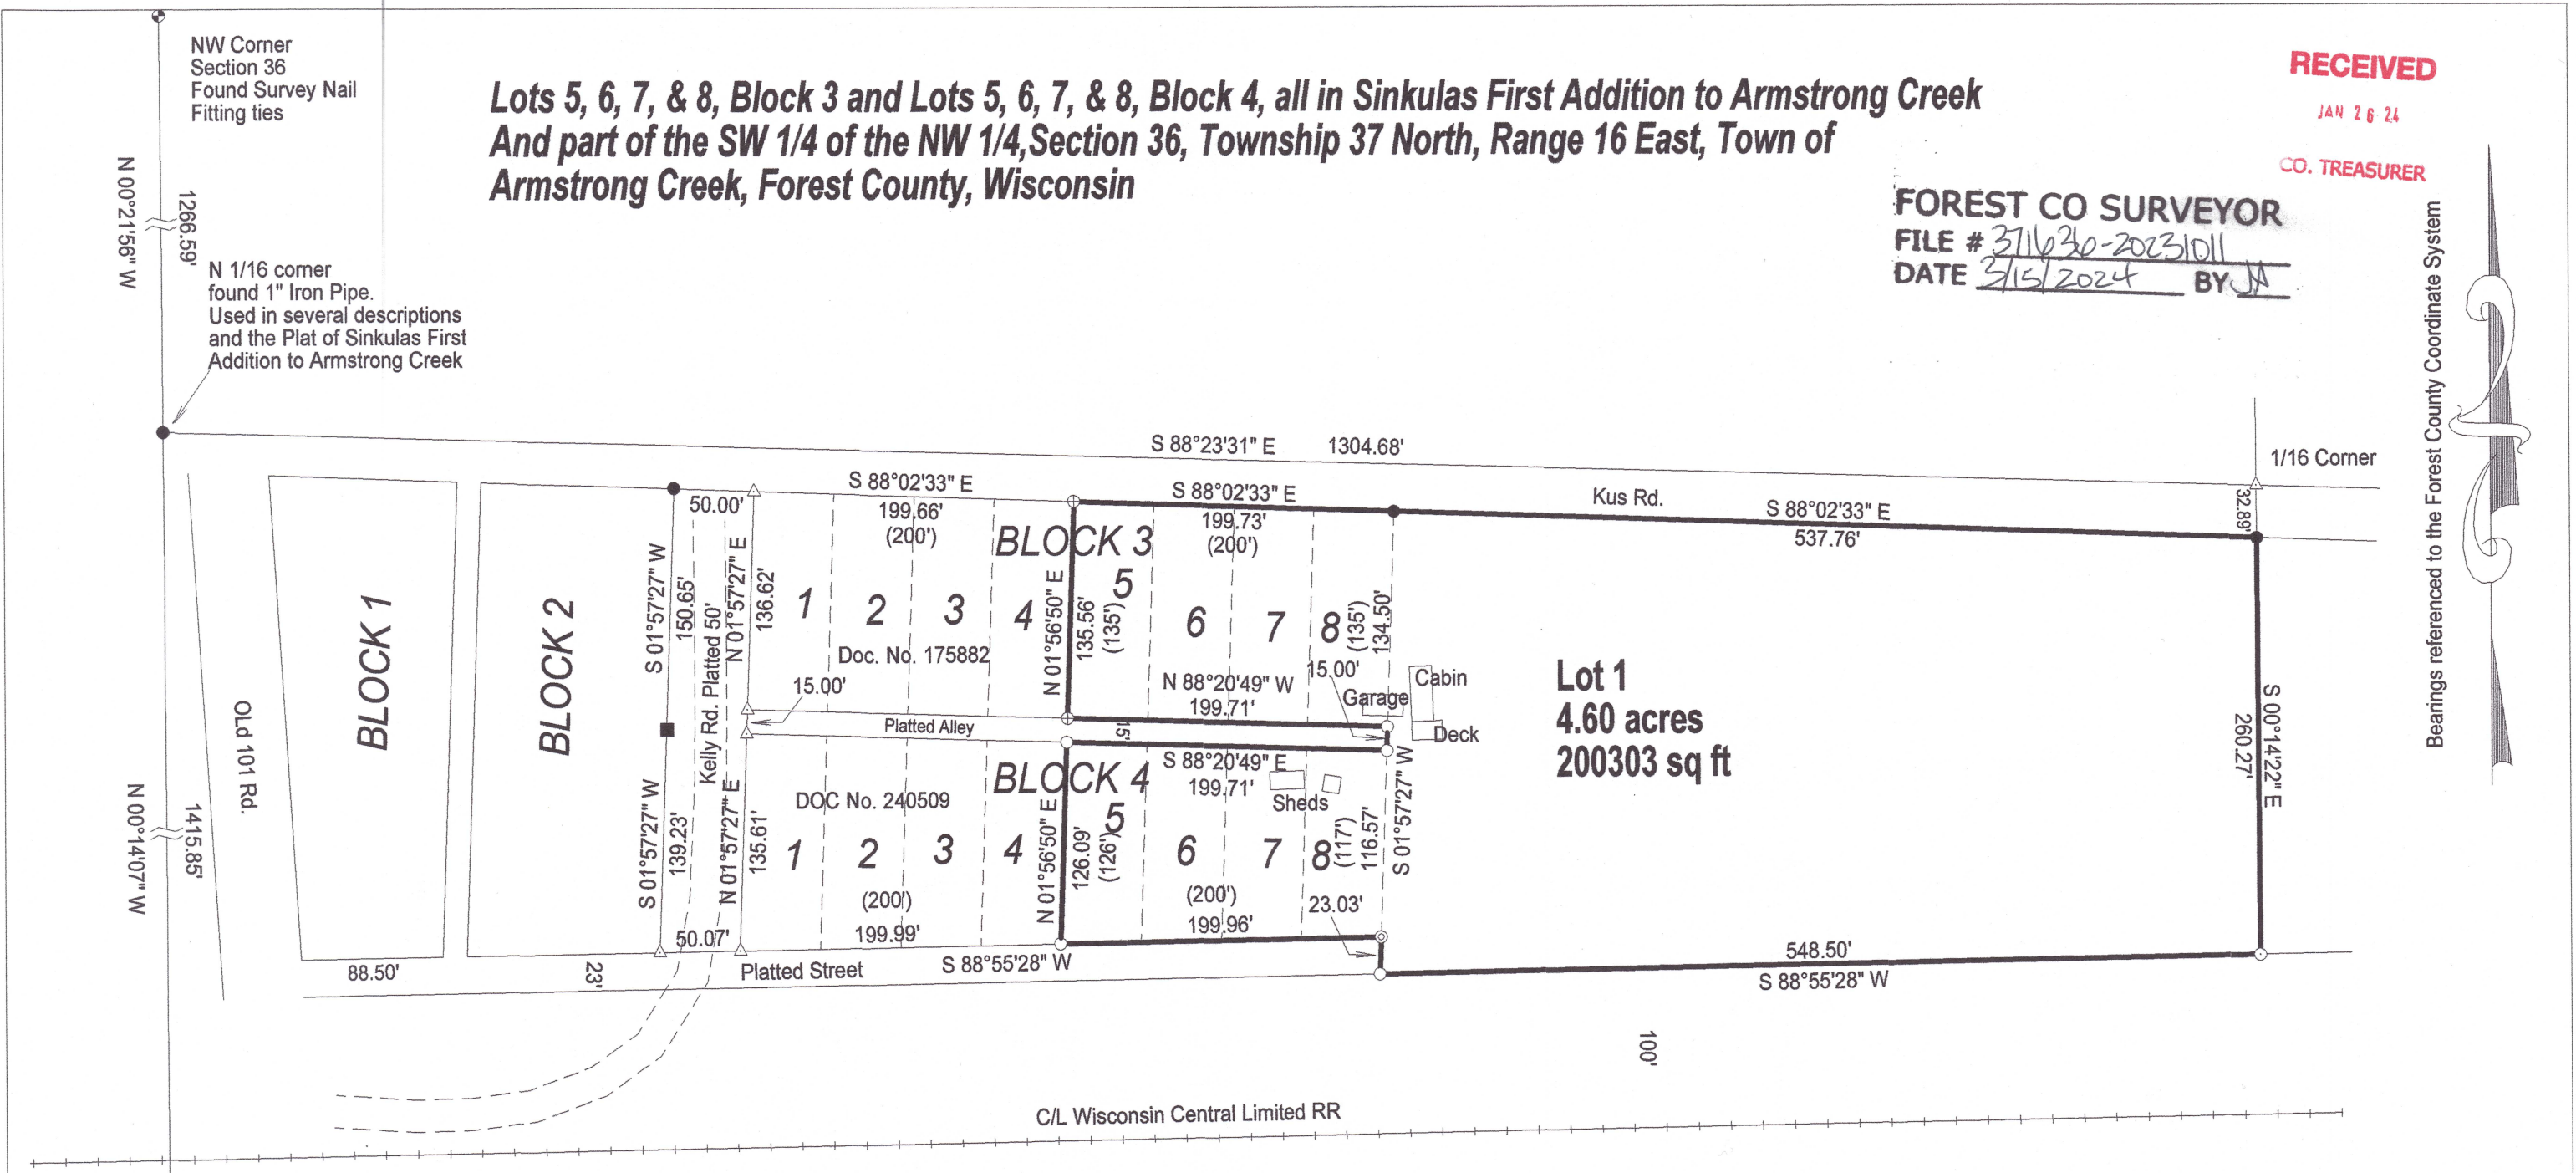 NW Corner
Section 36
Found Survey Nail
Fitting ties
Lots 5, 6, 7, & 8, Block 3 and Lots 5, 6, 7, & 8, Block 4, all in Sinkulas First Addition to Armstrong Creek
And part of the SW 1/4 of the NW 1/4,Section 36, Township 37 North, Range 16 East, Town of
Armstrong Creek, Forest County, Wisconsin
RECEIVED
JAN 26 24
CO. TREASURER
FOREST CO SURVEYOR
FILE # 371636-20231011
DATE 3/15/2024 BY JA
Bearings referenced to the Forest County Coordinate System
N 00°21'56" W
1266.59'
N 1/16 corner
found 1" Iron Pipe.
Used in several descriptions
and the Plat of Sinkulas First
Addition to Armstrong Creek
S 88°23'31" E 1304.68'
1/16 Corner
32.89'
50.00'
S 88°02'33" E
199.66'
(200')
S 88°02'33" E
199.73'
(200')
Kus Rd.
S 88°02'33" E
537.76'
BLOCK 1
BLOCK 2
BLOCK 3
S 01°57'27" W
150.65'
Kelly Rd. Platted 50'
N 01°57'27" E
136.62'
1
2
3
4
N 01°56'50" E
135.56'
(135')
5
6
7
8
(135')
134.50'
Doc. No. 175882
15.00'
N 88°20'49" W
199.71'
15.00'
Garage
Cabin
Deck
Platted Alley
15'
Lot 1
4.60 acres
200303 sq ft
S 00°14'22" E
260.27'
OLd 101 Rd.
N 00°14'07" W
1415.85'
S 01°57'27" W
139.23'
N 01°57'27" E
135.61'
BLOCK 4
DOC No. 240509
S 88°20'49" E
199.71'
Sheds
1
2
3
4
N 01°56'50" E
126.09'
(126')
5
6
7
8
(117')
116.57'
S 01°57'27" W
(200')
199.99'
(200')
199.96'
23.03'
50.07'
88.50'
23'
Platted Street
S 88°55'28" W
548.50'
S 88°55'28" W
100'
C/L Wisconsin Central Limited RR